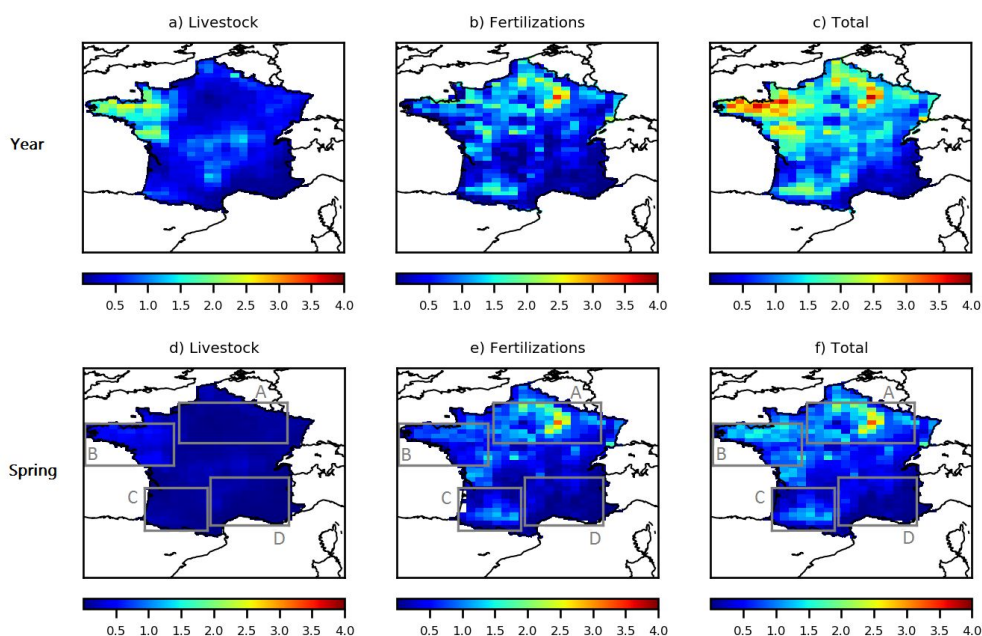 a) Livestock b) Fertilizations c) Total
Year
0.5 1.0 1.5 2.0 2.5 3.0 3.5 4.0 0.5 1.0 1.5 2.0 2.5 3.0 3.5 4.0 0.5 1.0 1.5 2.0 2.5 3.0 3.5 4.0
d) Livestock e) Fertilizations f) Total
A A A
B B B
Spring
C C C
D D D
0.5 1.0 1.5 2.0 2.5 3.0 3.5 4.0 0.5 1.0 1.5 2.0 2.5 3.0 3.5 4.0 0.5 1.0 1.5 2.0 2.5 3.0 3.5 4.0